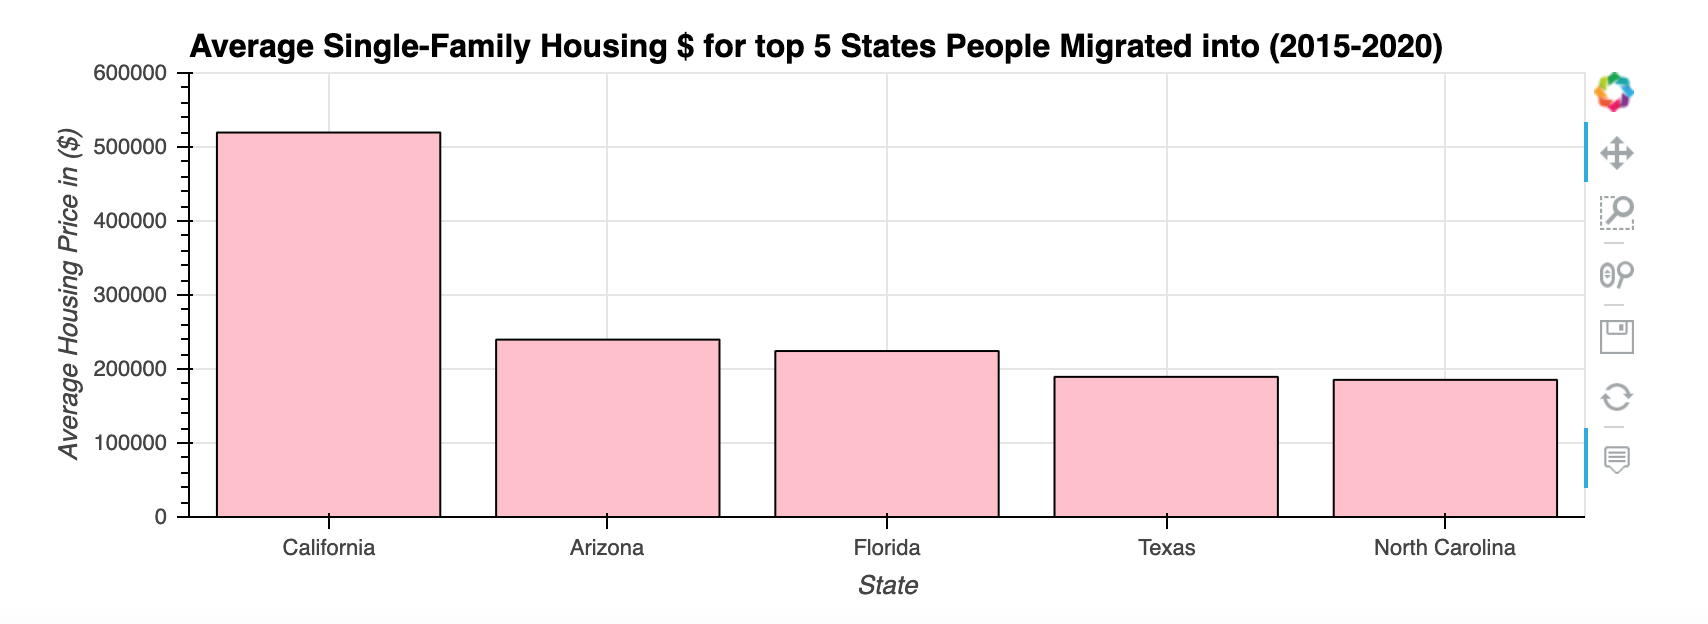 Average Single-Family Housing $ for top 5 States People Migrated into (2015-2020)
600000
500000
400000
300000
200000
100000
0
Average Housing Price in ($)
California
Arizona
Florida
Texas
North Carolina
State